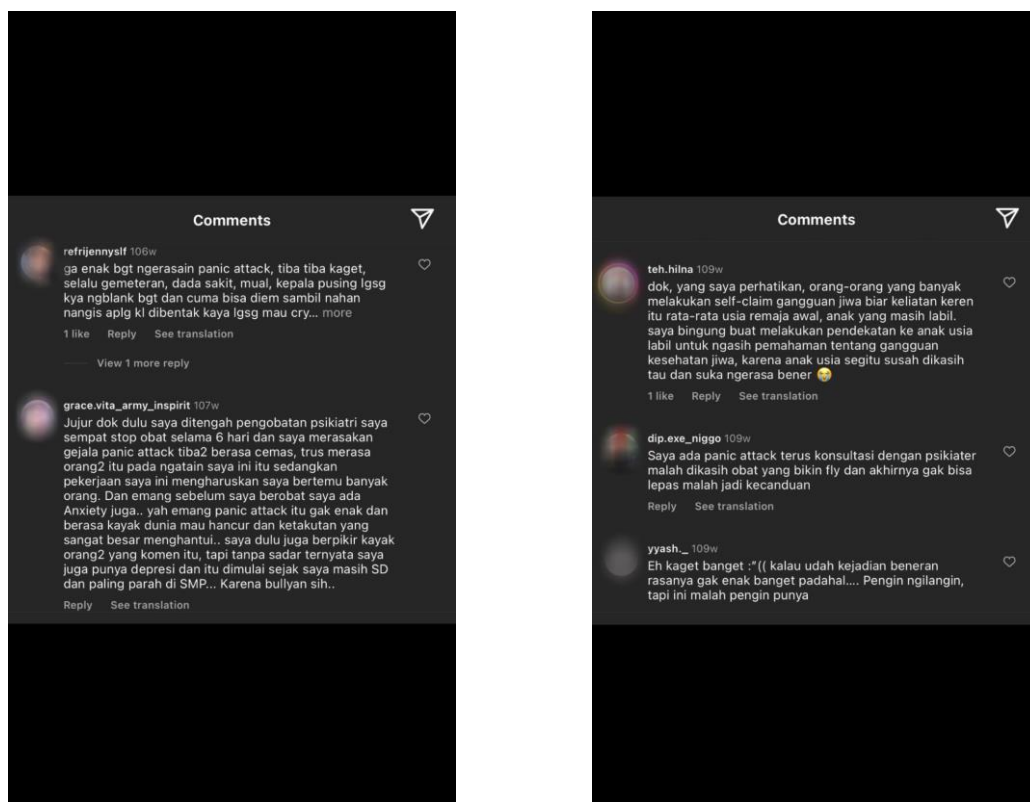 Comments
refrijennyslf 106w
ga enak bgt ngerasain panic attack, tiba tiba kaget,
selalu gemeteran, dada sakit, mual, kepala pusing lgsg
kya ngblank bgt dan cuma bisa diem sambil nahan
nangis aplg kl dibentak kaya lgsg mau cry... more
1 like Reply See translation
View 1 more reply
grace.vita_army_inspirit 107w
Jujur dok dulu saya ditengah pengobatan psikiatri saya
sempat stop obat selama 6 hari dan saya merasakan
gejala panic attack tiba2 berasa cemas, trus merasa
orang2 itu pada ngatain saya ini itu sedangkan
pekerjaan saya ini mengharuskan saya bertemu banyak
orang. Dan emang sebelum saya berobat saya ada
Anxiety juga.. yah emang panic attack itu gak enak dan
berasa kayak dunia mau hancur dan ketakutan yang
sangat besar menghantui.. saya dulu juga berpikir kayak
orang2 yang komen itu, tapi tanpa sadar ternyata saya
juga punya depresi dan itu dimulai sejak saya masih SD
dan paling parah di SMP... Karena bullyan sih..
Reply See translation
Comments
teh.hilna 109w
dok, yang saya perhatikan, orang-orang yang banyak
melakukan self-claim gangguan jiwa biar keliatan keren
itu rata-rata usia remaja awal, anak yang masih labil.
saya bingung buat melakukan pendekatan ke anak usia
labil untuk ngasih pemahaman tentang gangguan
kesehatan jiwa, karena anak usia segitu susah dikasih
tau dan suka ngerasa bener 😭
1 like Reply See translation
dip.exe_niggo 109w
Saya ada panic attack terus konsultasi dengan psikiater
malah dikasih obat yang bikin fly dan akhirnya gak bisa
lepas malah jadi kecanduan
Reply See translation
yyash._ 109w
Eh kaget banget :"(( kalau udah kejadian beneran
rasanya gak enak banget padahal.... Pengin ngilangin,
tapi ini malah pengin punya